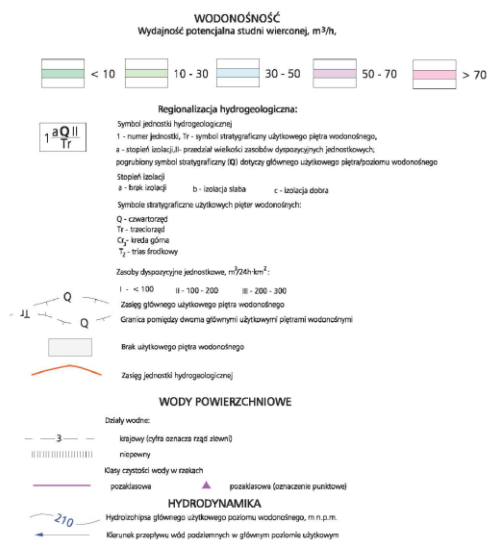 WODONOŚNOŚĆ
Wydajność potencjalna studni wierconej, m³/h,
< 10 10 - 30 30 - 50 50 - 70 > 70
Regionalizacja hydrogeologiczna:
Symbol jednostki hydrogeologicznej
1 aQ II
Tr
1 - numer jednostki, Tr - symbol stratygraficzny użytkowego piętra wodonośnego,
a - stopień izolacji,II- przedział wielkości zasobów dyspozycyjnych jednostkowych;
pogrubiony symbol stratygraficzny (Q) dotyczy głównego użytkowego piętra/poziomu wodonośnego
Stopień izolacji
a - brak izolacji b - izolacja słaba c - izolacja dobra
Symbole stratygraficzne użytkowych pięter wodonośnych:
Q - czwartorzęd
Tr - trzeciorzęd
Cr₃- kreda górna
T₂ - trias środkowy
Zasoby dyspozycyjne jednostkowe, m³/24h·km²:
I - < 100 II - 100 - 200 III - 200 - 300
Q
Zasięg głównego użytkowego piętra wodonośnego
Tr
Q
Granica pomiędzy dwoma głównymi użytkowymi piętrami wodonośnymi
Brak użytkowego piętra wodonośnego
Zasięg jednostki hydrogeologicznej
WODY POWIERZCHNIOWE
Działy wodne:
3 krajowy (cyfra oznacza rząd zlewni)
niepewny
Klasy czystości wody w rzekach
pozaklasowa pozaklasowa (oznaczenie punktowe)
HYDRODYNAMIKA
210 Hydroizohipsa głównego użytkowego poziomu wodonośnego, m n.p.m.
Kierunek przepływu wód podziemnych w głównym poziomie użytkowym